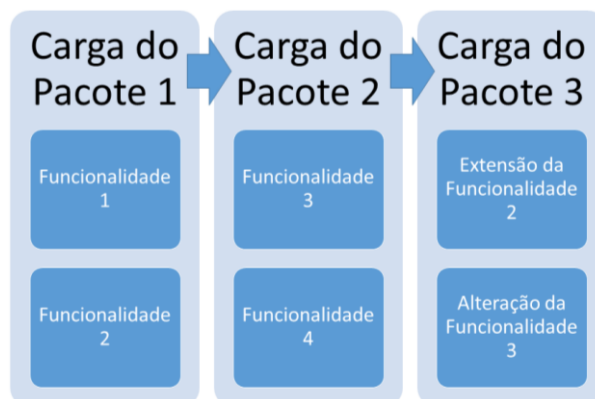 Carga do
Pacote 1
Funcionalidade
1
Funcionalidade
2
Carga do
Pacote 2
Funcionalidade
3
Funcionalidade
4
Carga do
Pacote 3
Extensão da
Funcionalidade
2
Alteração da
Funcionalidade
3